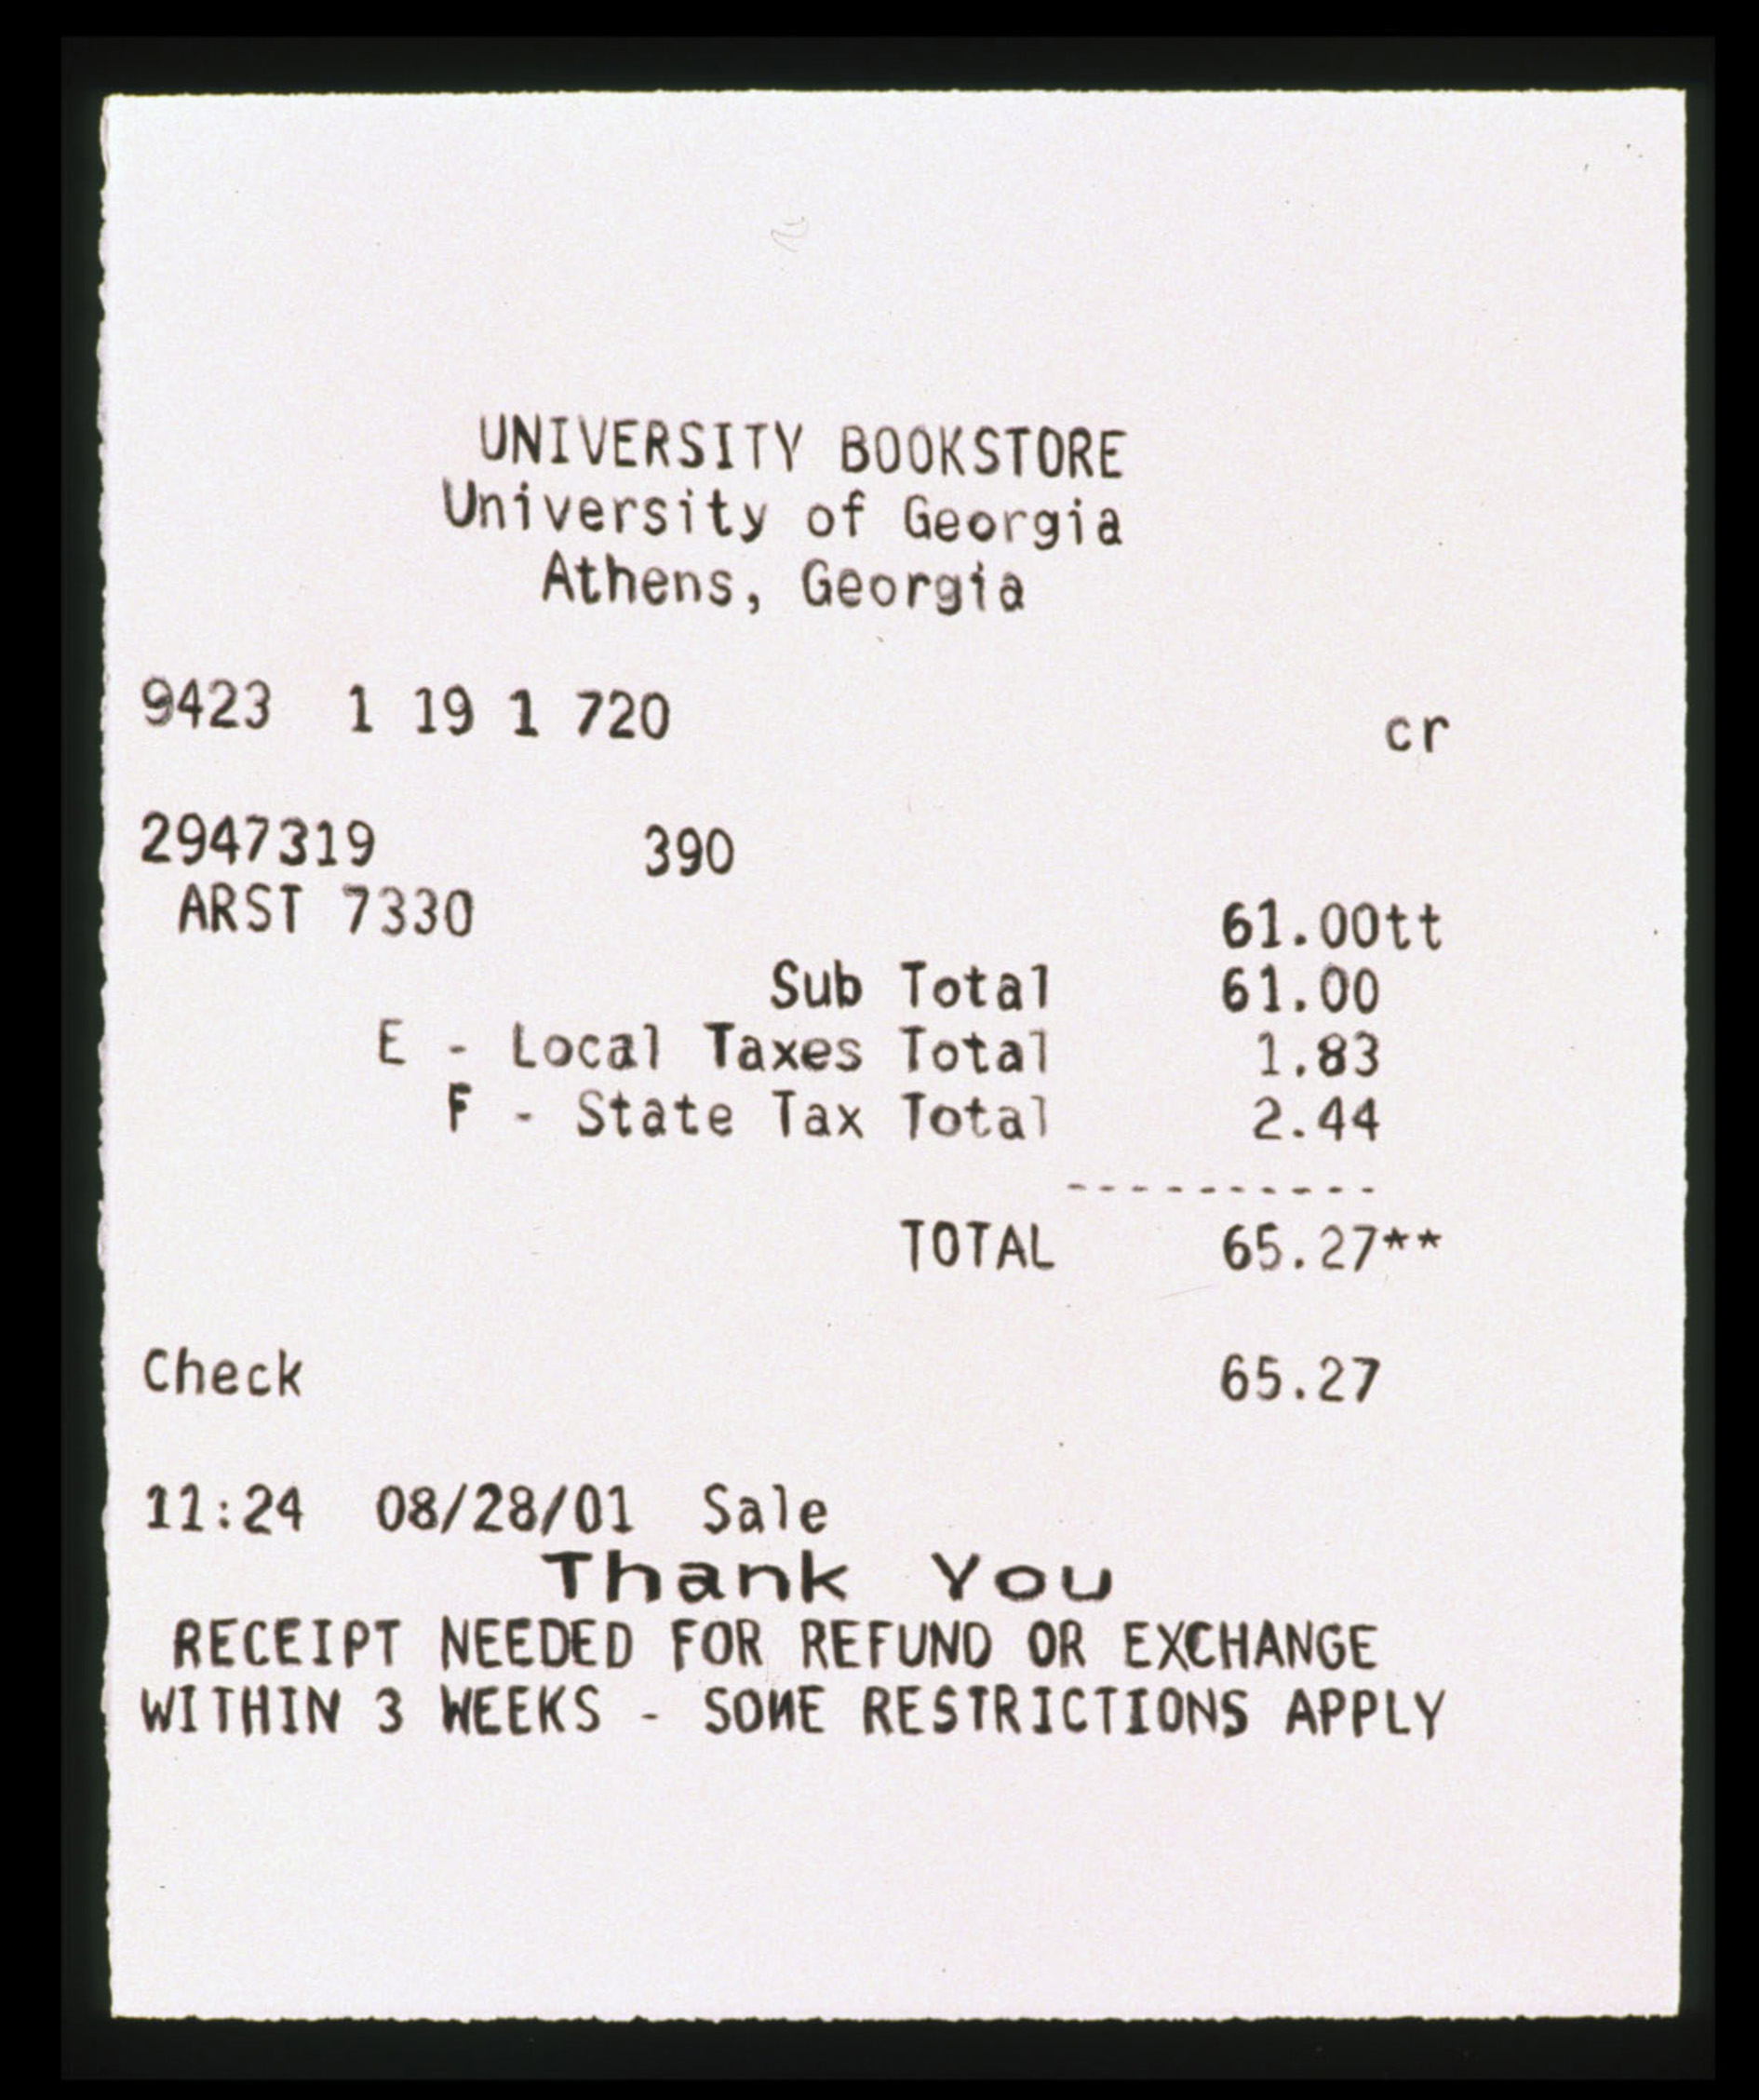 UNIVERSITY BOOKSTORE
University of Georgia
Athens, Georgia
9423 1 19 1 720 cr
2947319 390
ARST 7330 61.00tt
Sub Total 61.00
E - Local Taxes Total 1.83
F - State Tax Total 2.44
----------
TOTAL 65.27**
Check 65.27
11:24 08/28/01 Sale
Thank You
RECEIPT NEEDED FOR REFUND OR EXCHANGE
WITHIN 3 WEEKS - SOME RESTRICTIONS APPLY